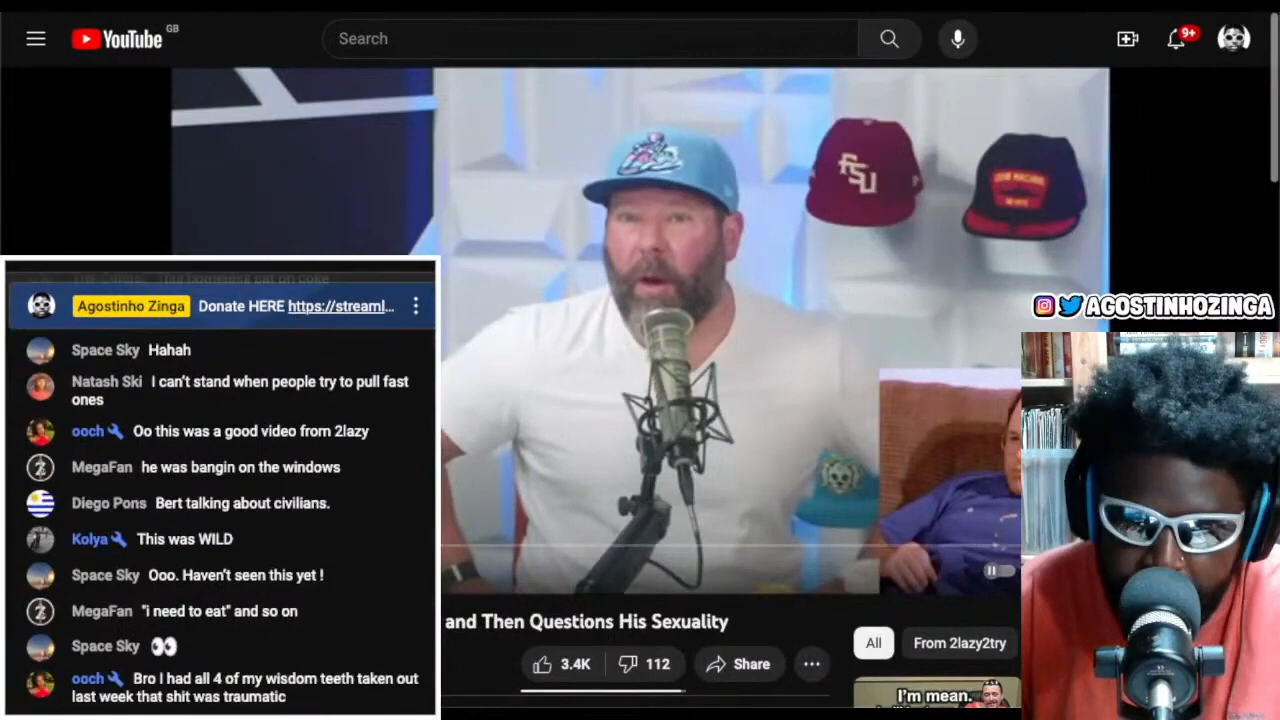 YouTube GB
Search
9+
FSU
Agostinho Zinga Donate HERE https://streaml...
Space Sky Hahah
Natash Ski I can't stand when people try to pull fast
ones
ooch Oo this was a good video from 2lazy
MegaFan he was bangin on the windows
Diego Pons Bert talking about civilians.
Kolya This was WILD
Space Sky Ooo. Haven't seen this yet !
MegaFan "i need to eat" and so on
Space Sky 👀
ooch Bro I had all 4 of my wisdom teeth taken out
last week that shit was traumatic
AGOSTINHOZINGA
and Then Questions His Sexuality
3.4K
112
Share
All
From 2lazy2try
I'm mean.